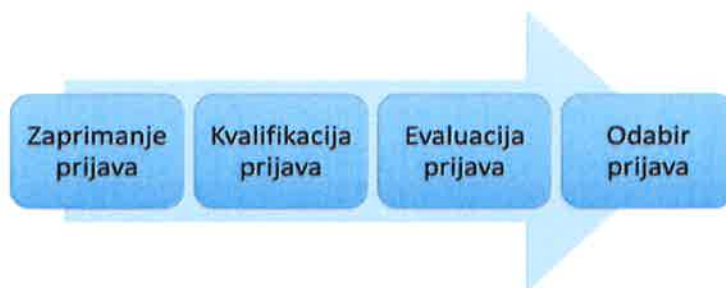 Zaprimanje
prijava
Kvalifikacija
prijava
Evaluacija
prijava
Odabir
prijava